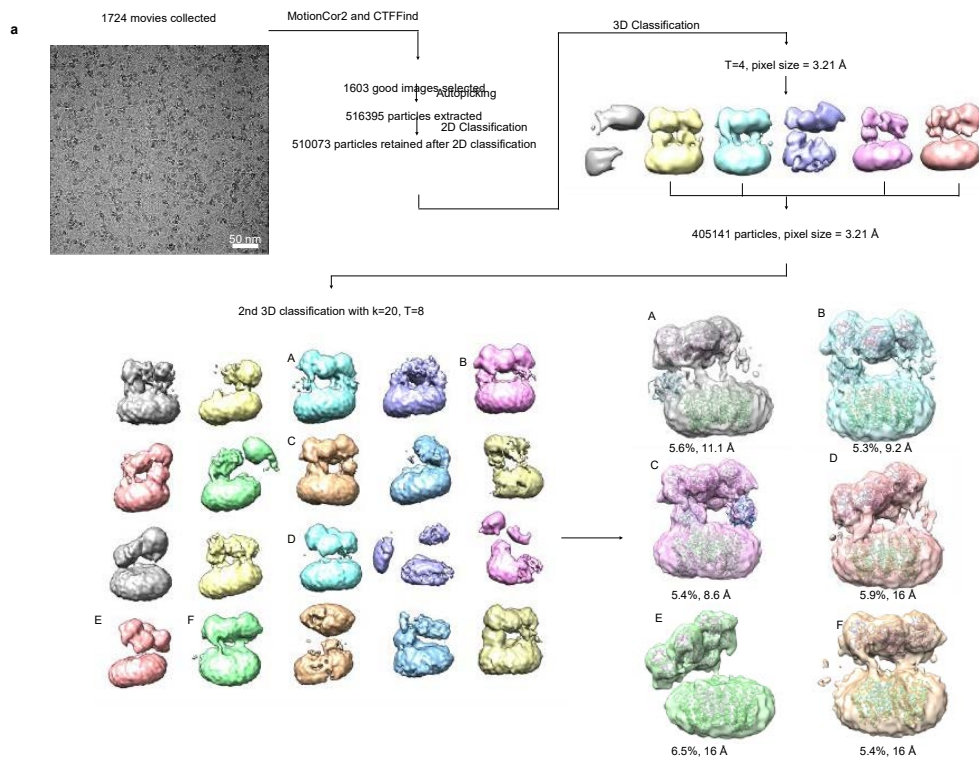 a
1724 movies collected
MotionCor2 and CTFFind
3D Classification
50 nm
1603 good images selected
Autopicking
516395 particles extracted
2D Classification
510073 particles retained after 2D classification
T=4, pixel size = 3.21 Å
405141 particles, pixel size = 3.21 Å
2nd 3D classification with k=20, T=8
A
B
C
D
E
F
A
B
5.6%, 11.1 Å
5.3%, 9.2 Å
C
D
5.4%, 8.6 Å
5.9%, 16 Å
E
F
6.5%, 16 Å
5.4%, 16 Å